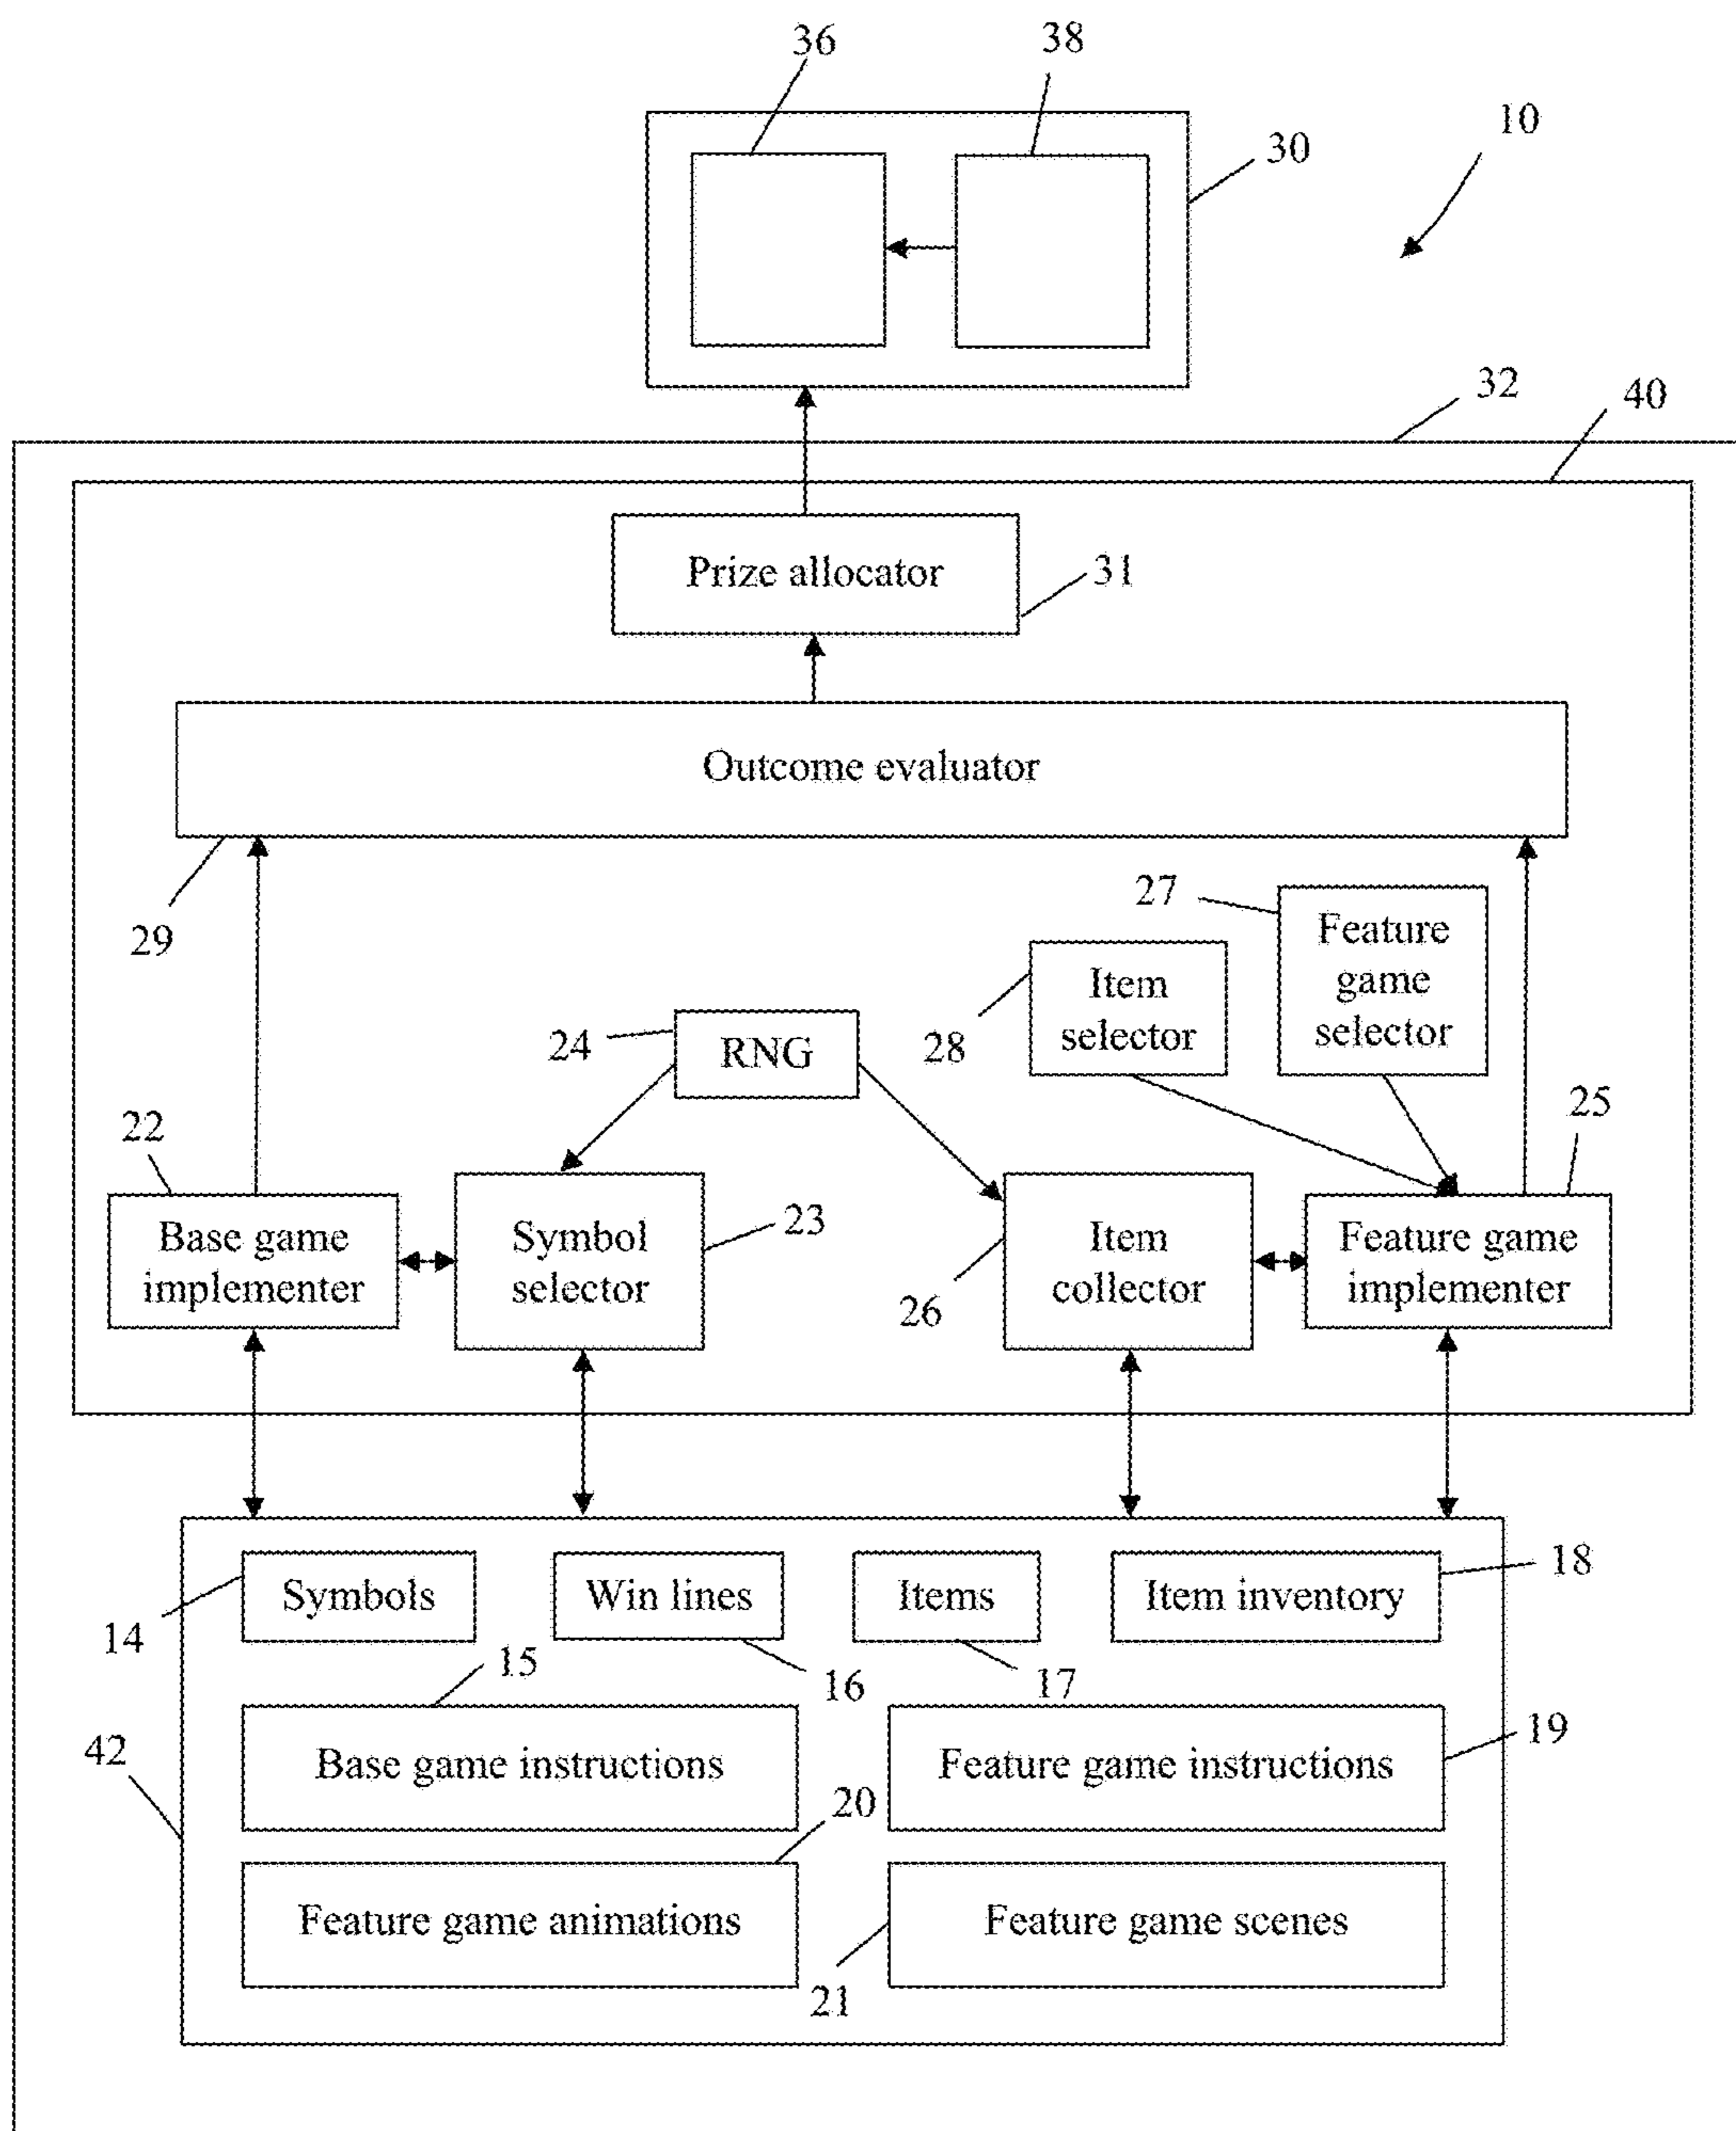 36
38
10
30
32
40
Prize allocator
31
Outcome evaluator
29
27
Feature
game
selector
28
Item
selector
24
RNG
22
25
Base game
implementer
Symbol
selector
23
26
Item
collector
Feature game
implementer
14
Symbols
Win lines
Items
Item inventory
18
15
16
17
42
Base game instructions
Feature game instructions
19
20
Feature game animations
Feature game scenes
21